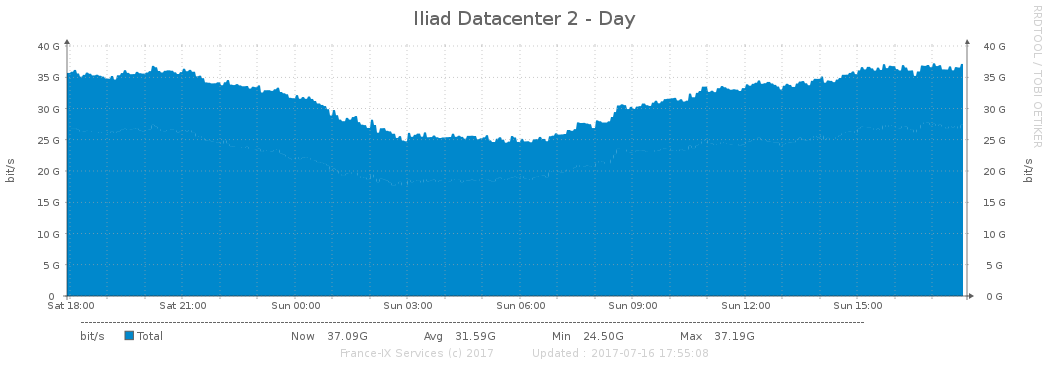 Iliad Datacenter 2 - Day
RRDTOOL / TOBI OETIKER
40 G 40 G
35 G 35 G
30 G 30 G
25 G 25 G
20 G 20 G
15 G 15 G
10 G 10 G
5 G 5 G
0 0 G
bit/s bit/s
Sat 18:00 Sat 21:00 Sun 00:00 Sun 03:00 Sun 06:00 Sun 09:00 Sun 12:00 Sun 15:00
bit/s Total Now 37.09G Avg 31.59G Min 24.50G Max 37.19G
France-IX Services (c) 2017 Updated : 2017-07-16 17:55:08